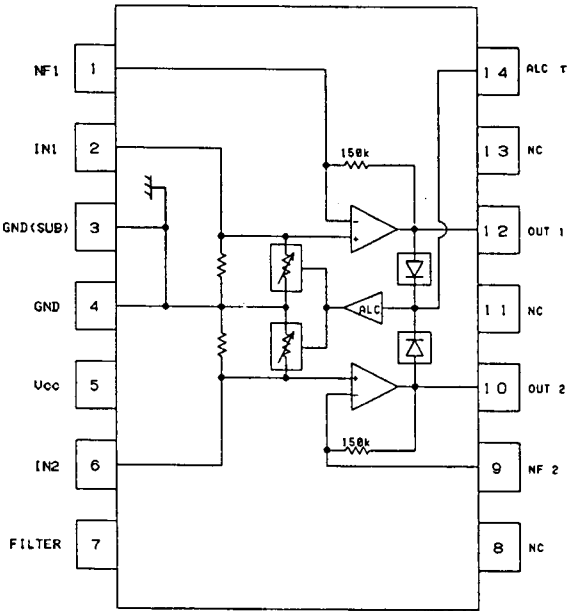 NF1 1
IN1 2
GND(SUB) 3
GND 4
Vcc 5
IN2 6
FILTER 7
14 ALC τ
13 NC
12 OUT 1
11 NC
10 OUT 2
9 NF 2
8 NC
150k
-
+
ALC
+
-
150k